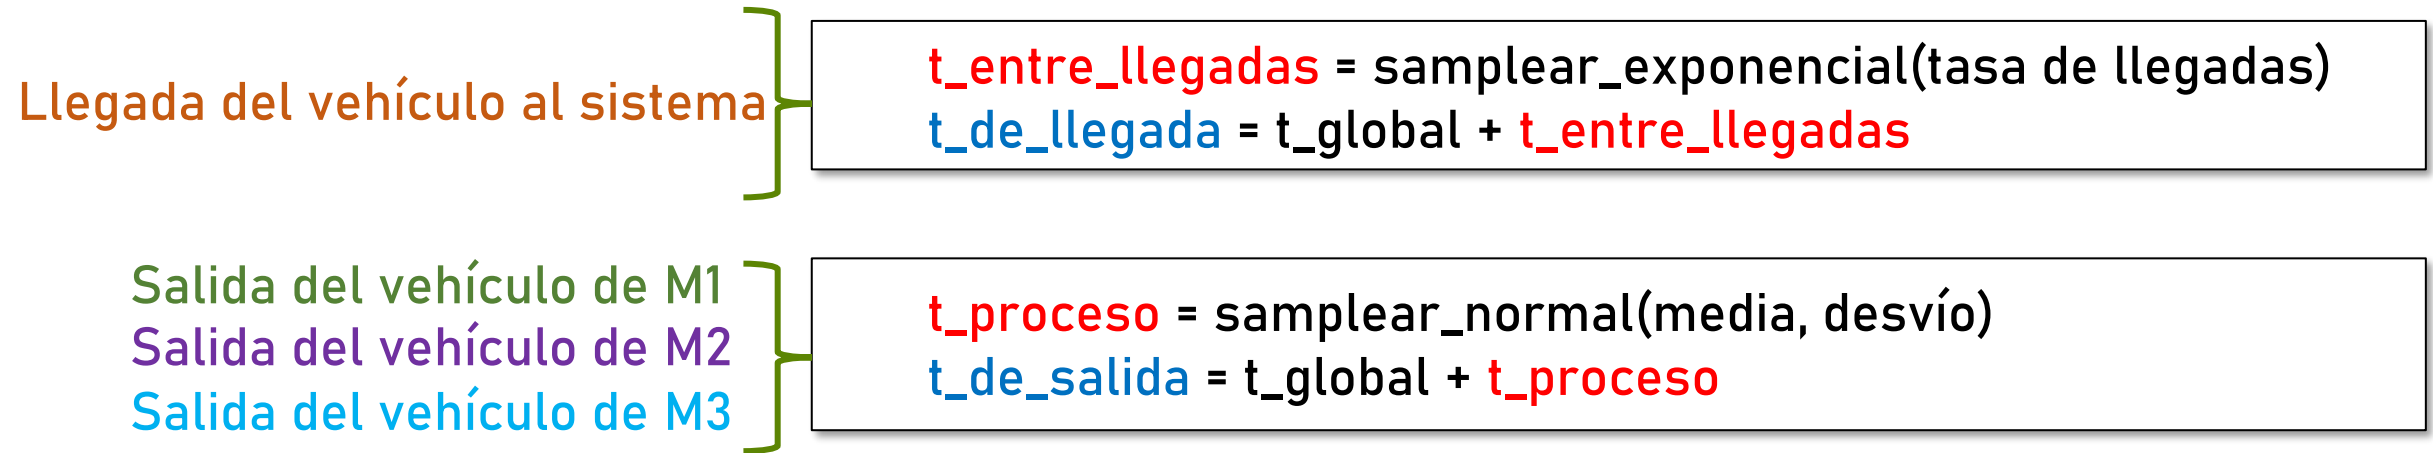 Llegada del vehículo al sistema
t_entre_llegadas = samplear_exponencial(tasa de llegadas)
t_de_llegada = t_global + t_entre_llegadas
Salida del vehículo de M1
Salida del vehículo de M2
Salida del vehículo de M3
t_proceso = samplear_normal(media, desvío)
t_de_salida = t_global + t_proceso